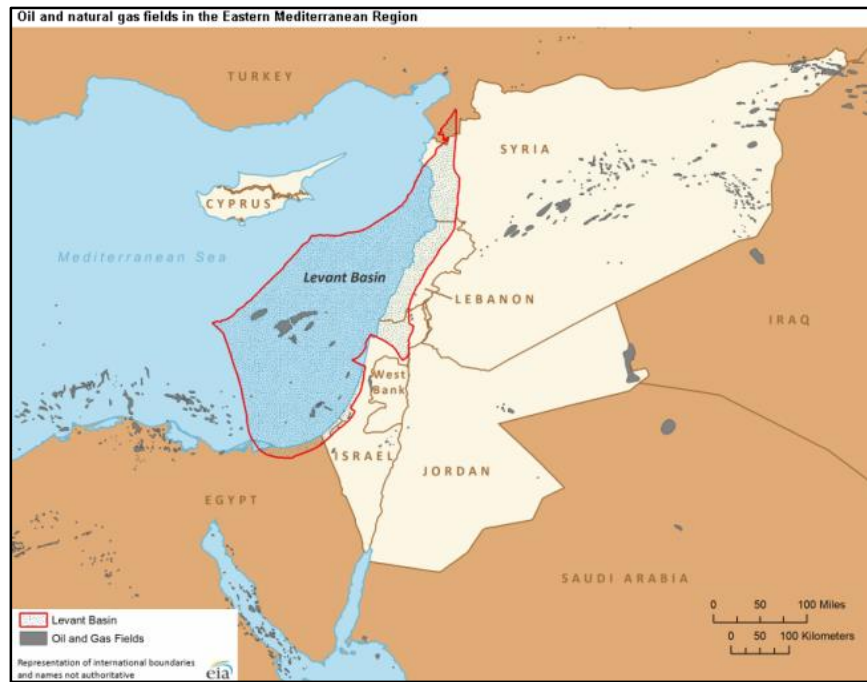 Oil and natural gas fields in the Eastern Mediterranean Region
TURKEY
SYRIA
CYPRUS
Mediterranean Sea
Levant Basin
LEBANON
IRAQ
West
Bank
ISRAEL
JORDAN
EGYPT
SAUDI ARABIA
0 50 100 Miles
0 50 100 Kilometers
Levant Basin
Oil and Gas Fields
Representation of international boundaries
and names not authoritative
eia